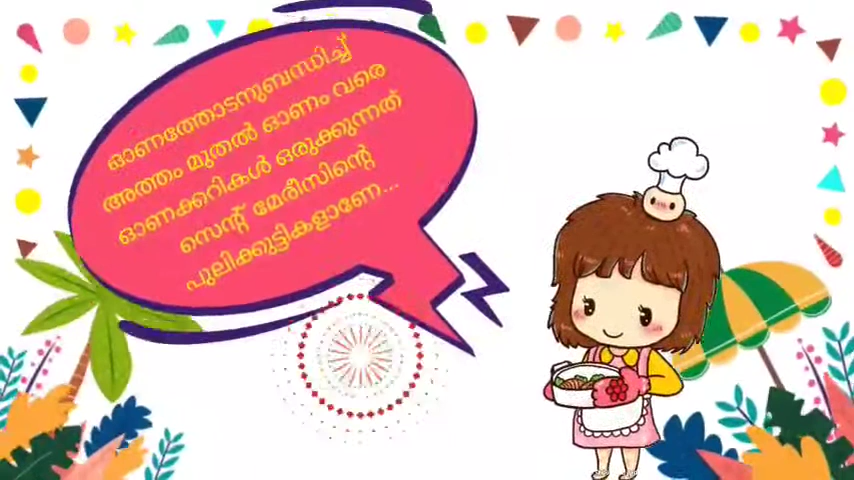 ഓണത്തോടനുബന്ധിച്ച്
അത്തം മുതൽ ഓണം വരെ
ഓണക്കറികൾ ഒരുക്കുന്നത്
സെന്റ് മേരീസിന്റെ
പുലിക്കുട്ടികളാണേ...